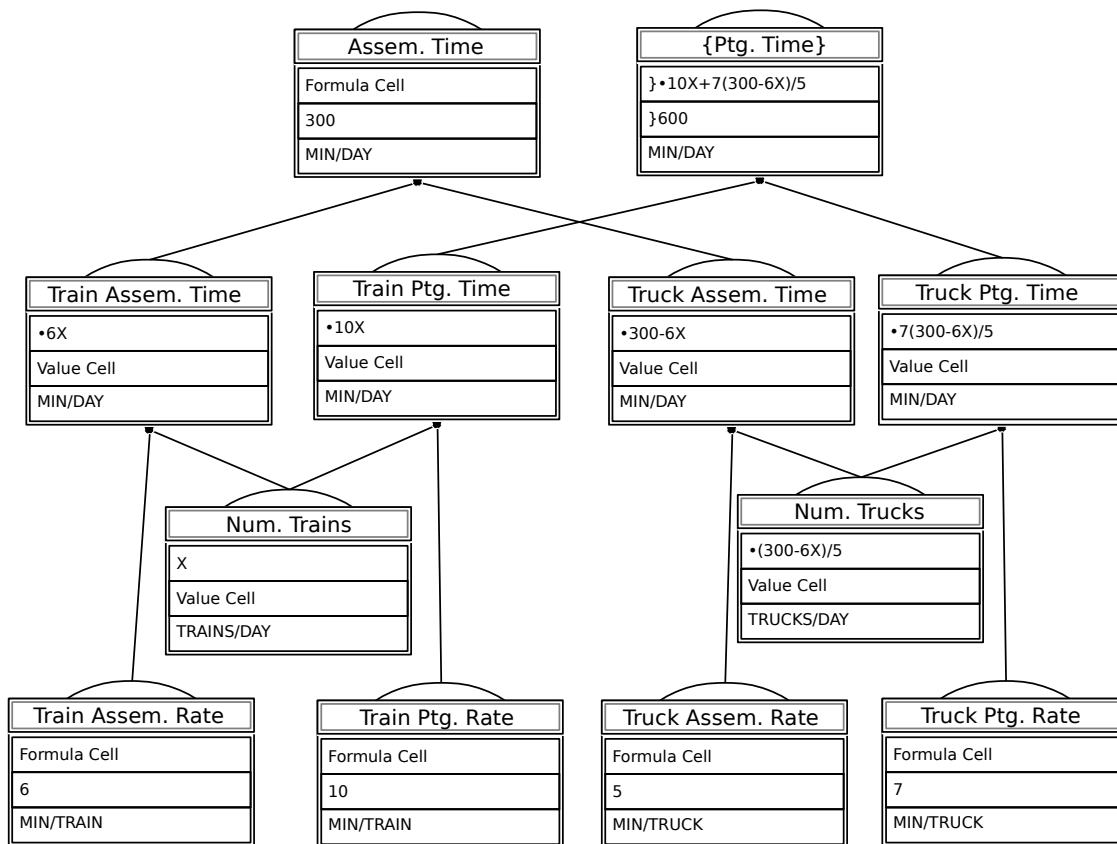 Assem. Time
Formula Cell
300
MIN/DAY
{Ptg. Time}
}•10X+7(300-6X)/5
}600
MIN/DAY
Train Assem. Time
•6X
Value Cell
MIN/DAY
Train Ptg. Time
•10X
Value Cell
MIN/DAY
Truck Assem. Time
•300-6X
Value Cell
MIN/DAY
Truck Ptg. Time
•7(300-6X)/5
Value Cell
MIN/DAY
Num. Trains
X
Value Cell
TRAINS/DAY
Num. Trucks
•(300-6X)/5
Value Cell
TRUCKS/DAY
Train Assem. Rate
Formula Cell
6
MIN/TRAIN
Train Ptg. Rate
Formula Cell
10
MIN/TRAIN
Truck Assem. Rate
Formula Cell
5
MIN/TRUCK
Truck Ptg. Rate
Formula Cell
7
MIN/TRUCK